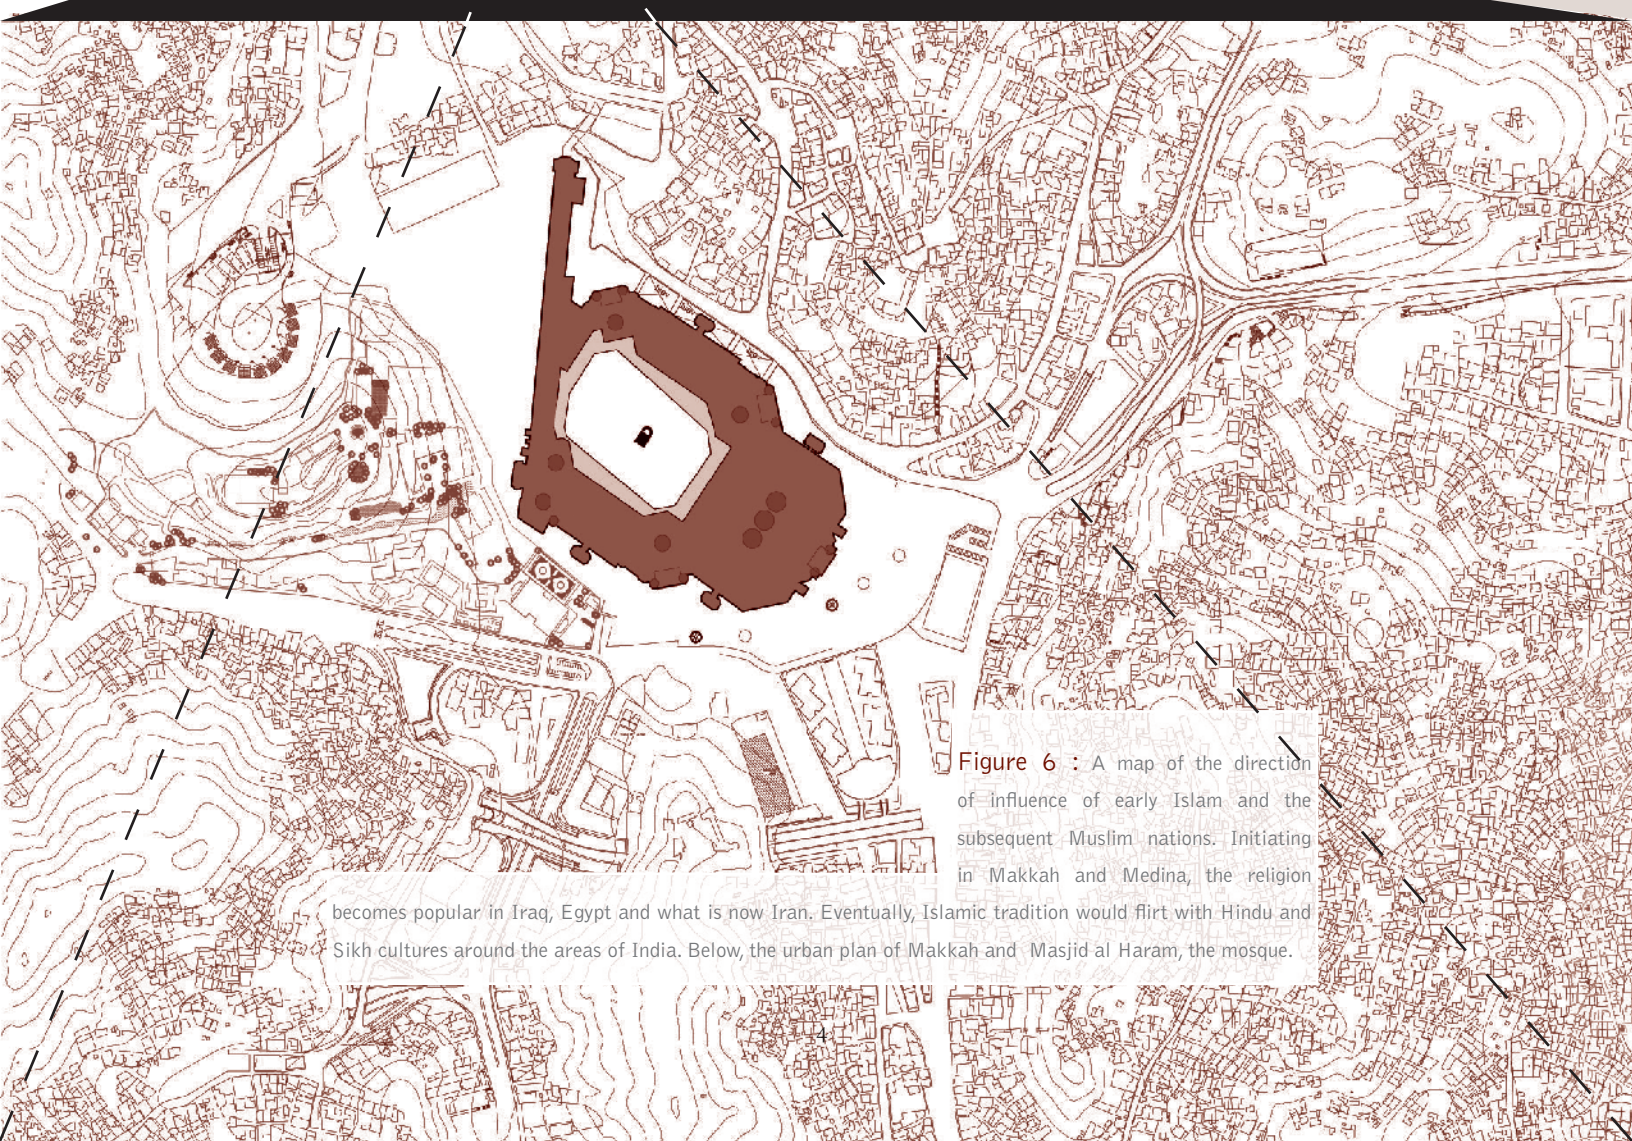 Figure 6 : A map of the direction
of influence of early Islam and the
subsequent Muslim nations. Initiating
in Makkah and Medina, the religion
becomes popular in Iraq, Egypt and what is now Iran. Eventually, Islamic tradition would flirt with Hindu and
Sikh cultures around the areas of India. Below, the urban plan of Makkah and Masjid al Haram, the mosque.
4